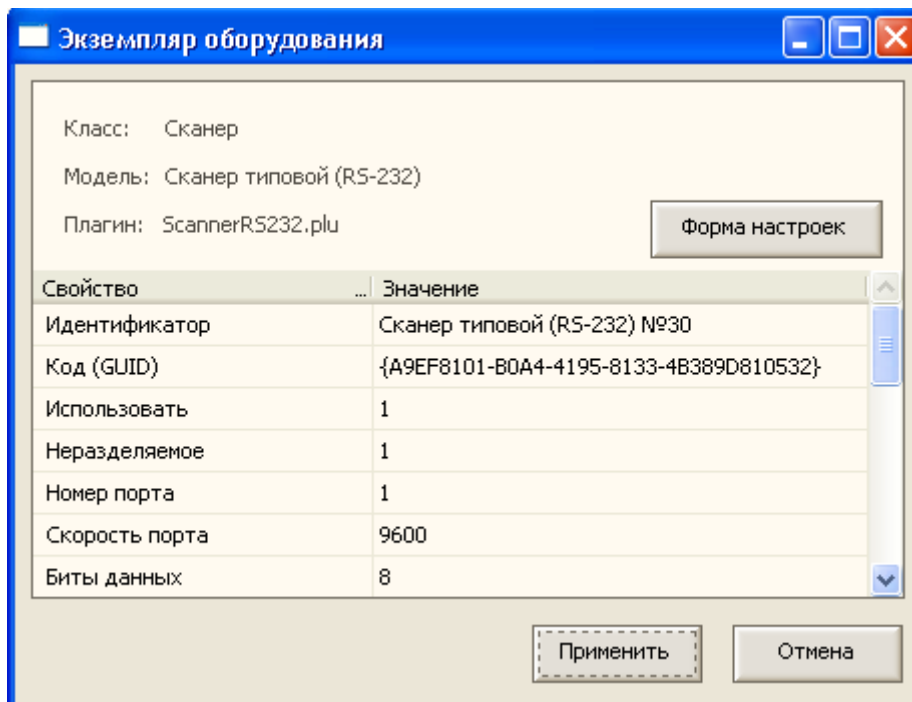 Экземпляр оборудования
Класс: Сканер
Модель: Сканер типовой (RS-232)
Плагин: ScannerRS232.plu
Форма настроек
Свойство ... Значение
Идентификатор Сканер типовой (RS-232) №30
Код (GUID) {A9EF8101-B0A4-4195-8133-4B389D810532}
Использовать 1
Неразделяемое 1
Номер порта 1
Скорость порта 9600
Биты данных 8
Применить Отмена